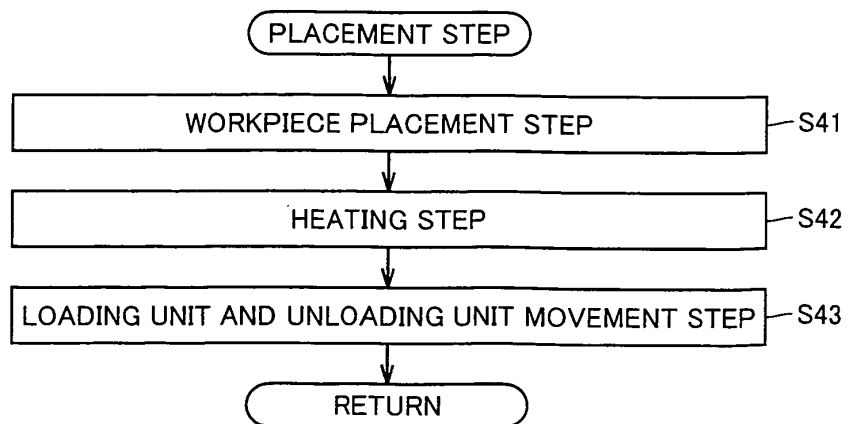 PLACEMENT STEP
WORKPIECE PLACEMENT STEP
S41
HEATING STEP
S42
LOADING UNIT AND UNLOADING UNIT MOVEMENT STEP
S43
RETURN